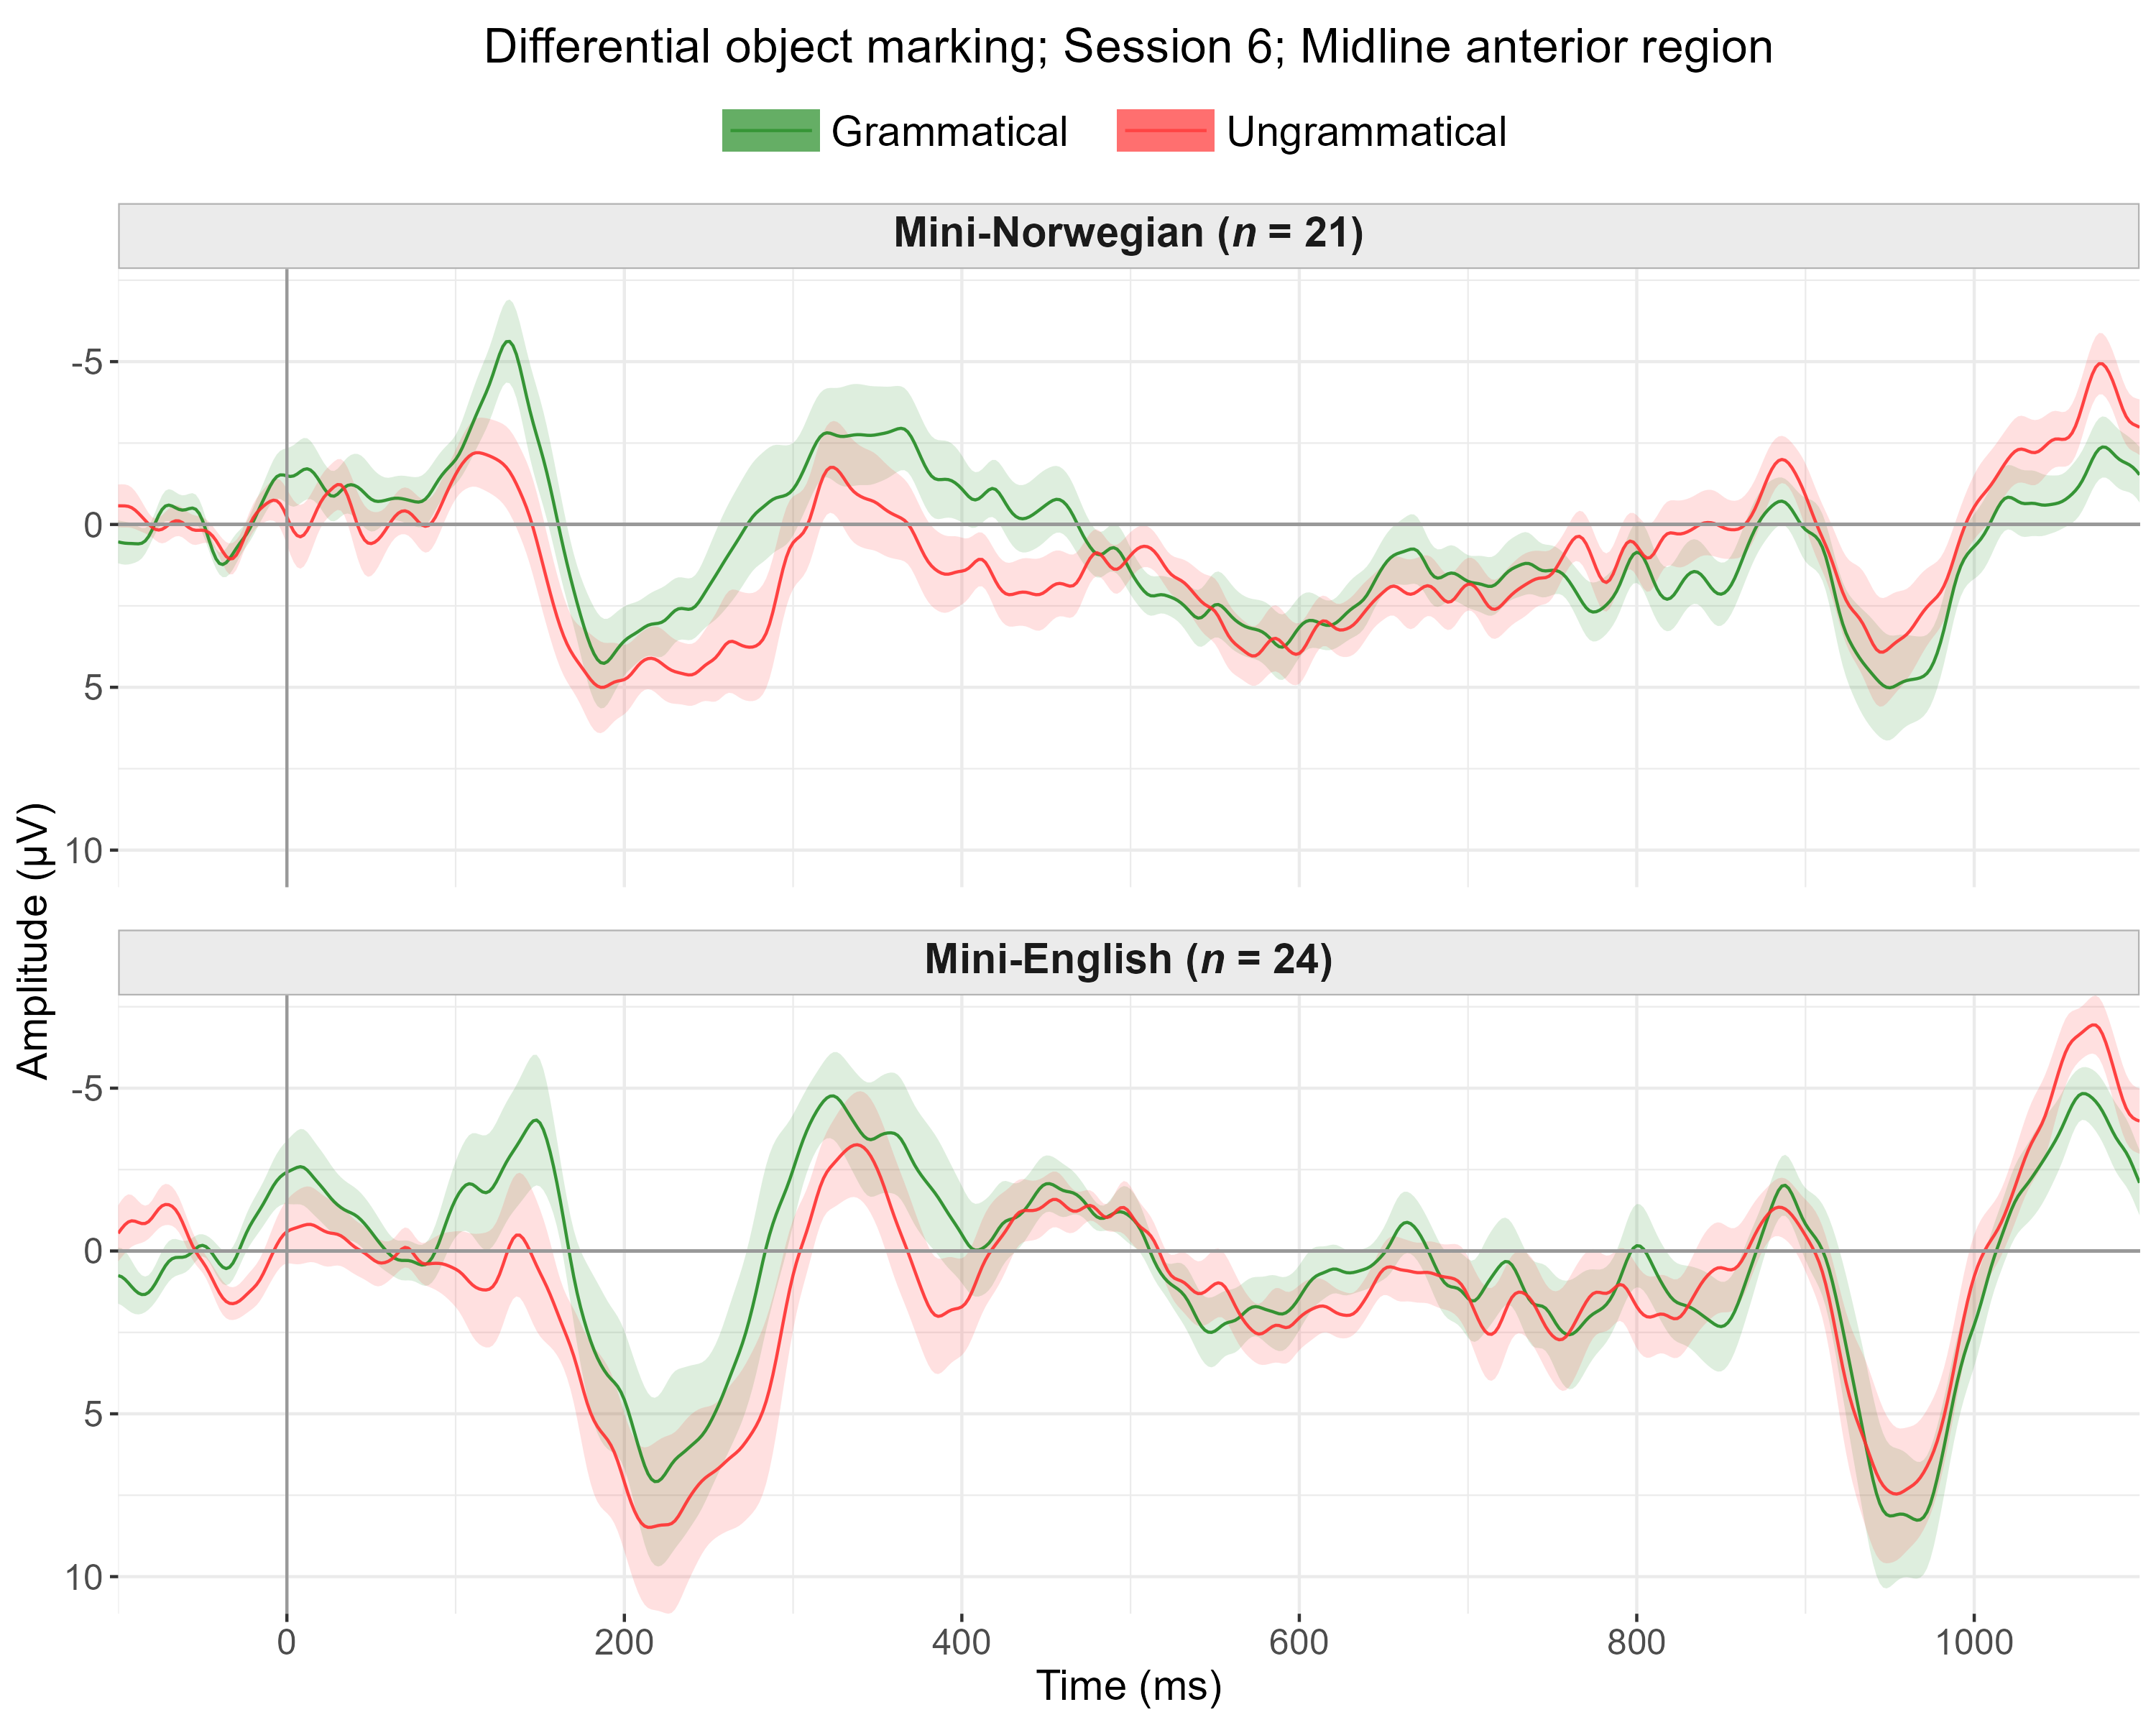 Differential object marking; Session 6; Midline anterior region
Grammatical Ungrammatical
Mini-Norwegian (n = 21)
-5
0
5
10
Amplitude (µV)
Mini-English (n = 24)
-5
0
5
10
0 200 400 600 800 1000
Time (ms)